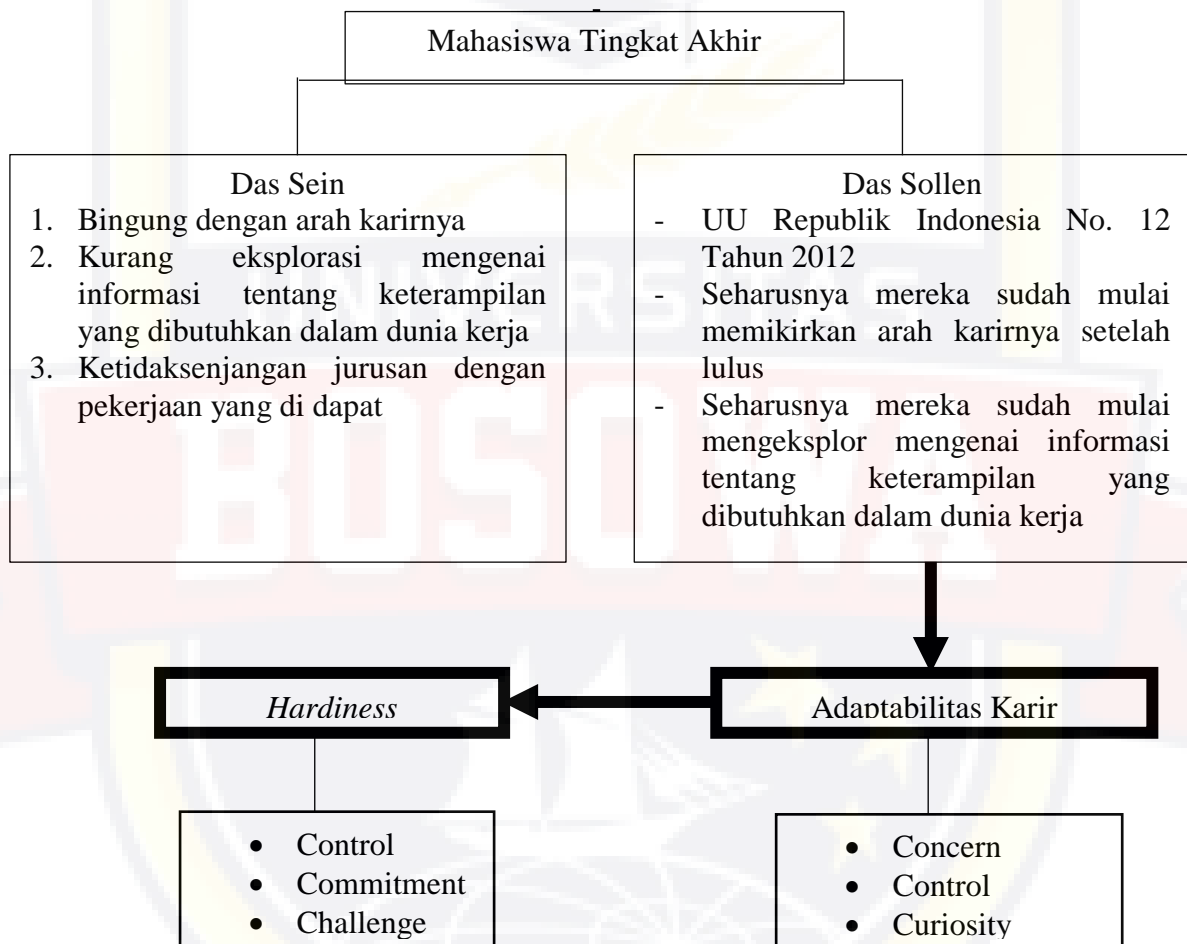 Mahasiswa Tingkat Akhir
Das Sein
1. Bingung dengan arah karirnya
2. Kurang eksplorasi mengenai
informasi tentang keterampilan
yang dibutuhkan dalam dunia kerja
3. Ketidaksenjangan jurusan dengan
pekerjaan yang di dapat
Das Sollen
- UU Republik Indonesia No. 12
Tahun 2012
- Seharusnya mereka sudah mulai
memikirkan arah karirnya setelah
lulus
- Seharusnya mereka sudah mulai
mengeksplor mengenai informasi
tentang keterampilan yang
dibutuhkan dalam dunia kerja
UNIVERSITAS
BOSOWA
Hardiness
Adaptabilitas Karir
• Control
• Commitment
• Challenge
• Concern
• Control
• Curiosity